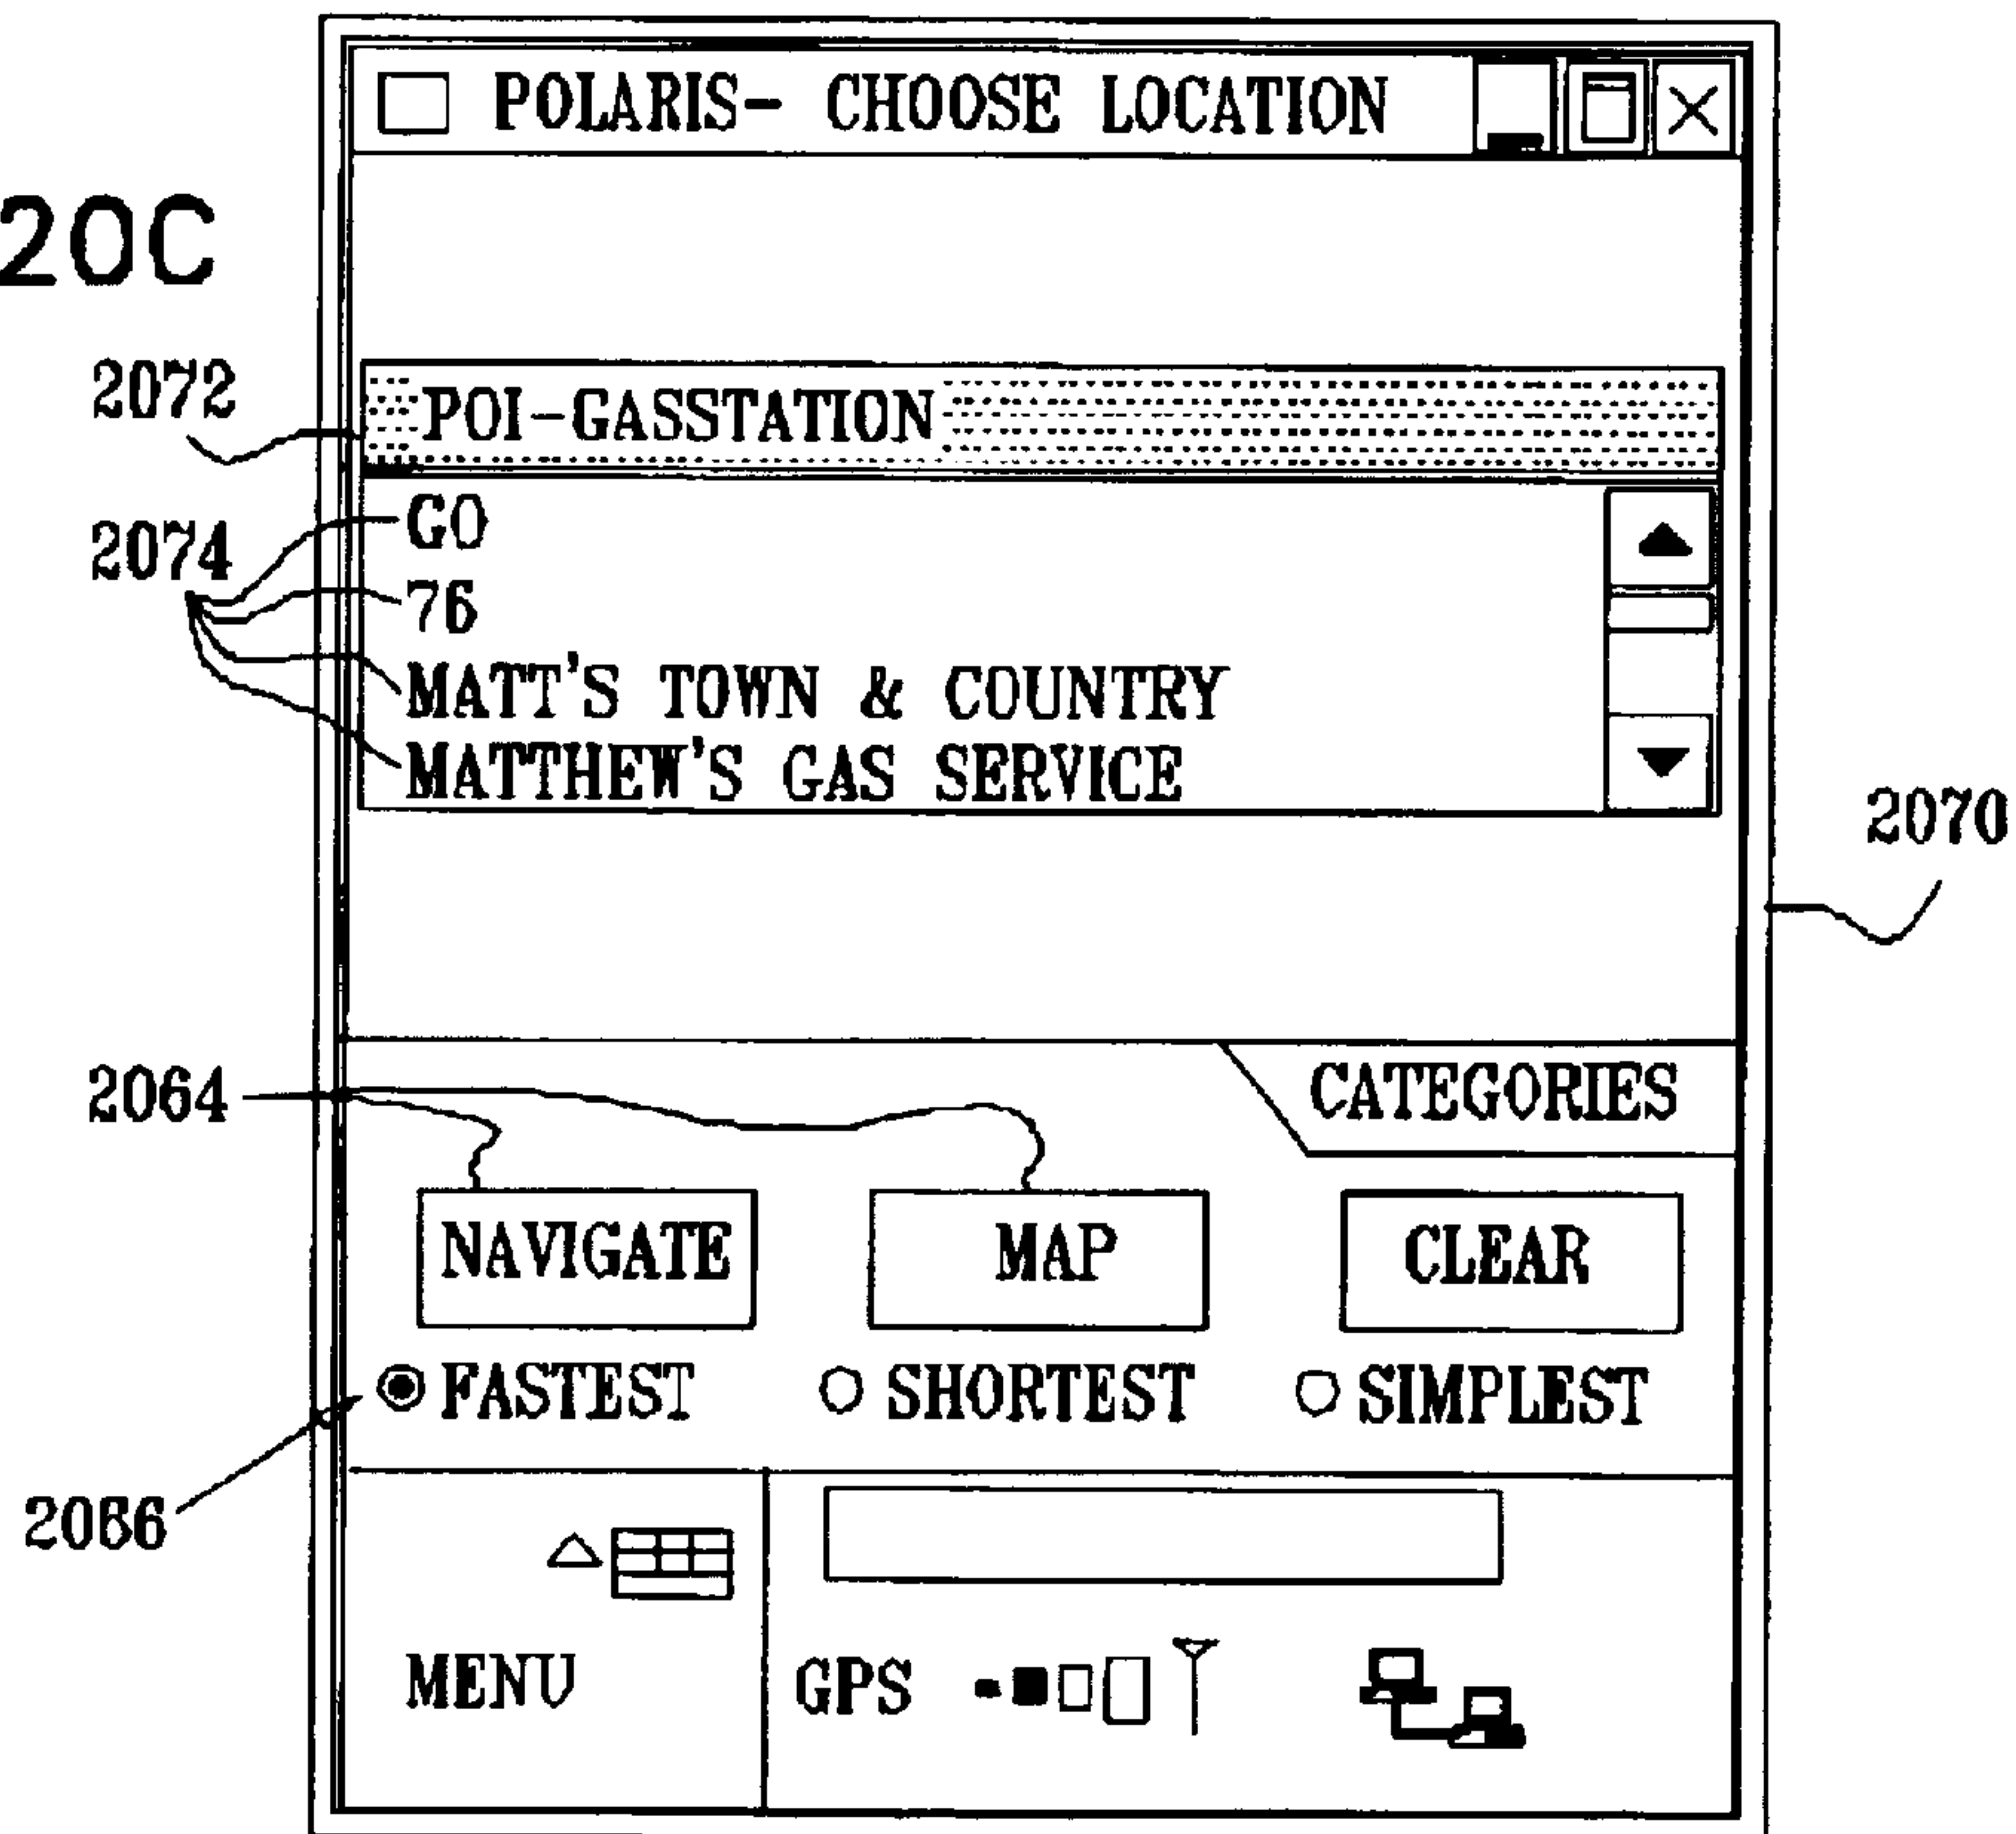 20C
POLARIS- CHOOSE LOCATION
2072
POI-GASSTATION
2074
GO
76
MATT'S TOWN & COUNTRY
MATTHEW'S GAS SERVICE
2070
CATEGORIES
2064
NAVIGATE MAP CLEAR
FASTEST SHORTEST SIMPLEST
2066
MENU GPS